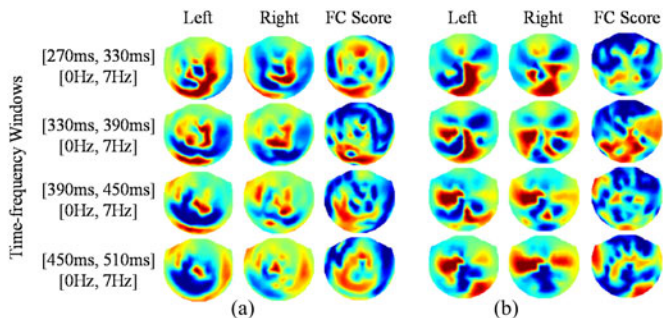 Left Right FC Score Left Right FC Score
[270ms, 330ms]
[0Hz, 7Hz]
[330ms, 390ms]
[0Hz, 7Hz]
[390ms, 450ms]
[0Hz, 7Hz]
[450ms, 510ms]
[0Hz, 7Hz]
Time-frequency Windows
(a) (b)